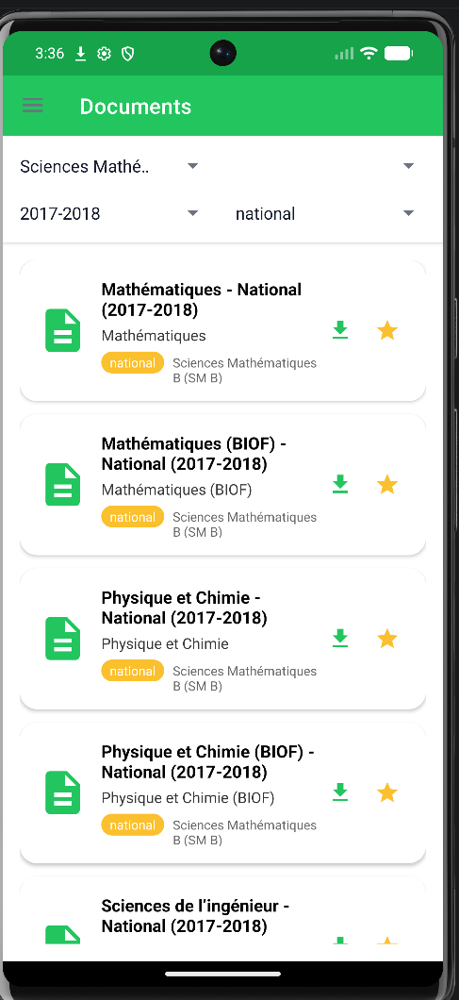 3:36
Documents
Sciences Mathé..
2017-2018 national
Mathématiques - National
(2017-2018)
Mathématiques
national Sciences Mathématiques
B (SM B)
Mathématiques (BIOF) -
National (2017-2018)
Mathématiques (BIOF)
national Sciences Mathématiques
B (SM B)
Physique et Chimie -
National (2017-2018)
Physique et Chimie
national Sciences Mathématiques
B (SM B)
Physique et Chimie (BIOF) -
National (2017-2018)
Physique et Chimie (BIOF)
national Sciences Mathématiques
B (SM B)
Sciences de l'ingénieur -
National (2017-2018)